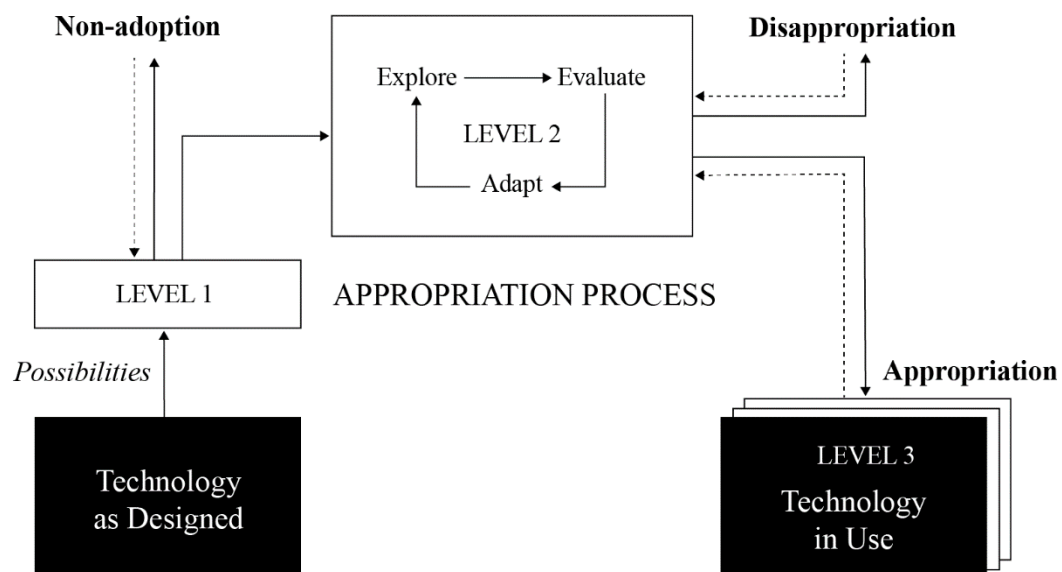 Non-adoption
Disappropriation
Explore
Evaluate
LEVEL 2
Adapt
LEVEL 1
APPROPRIATION PROCESS
Possibilities
Appropriation
Technology
as Designed
LEVEL 3
Technology
in Use